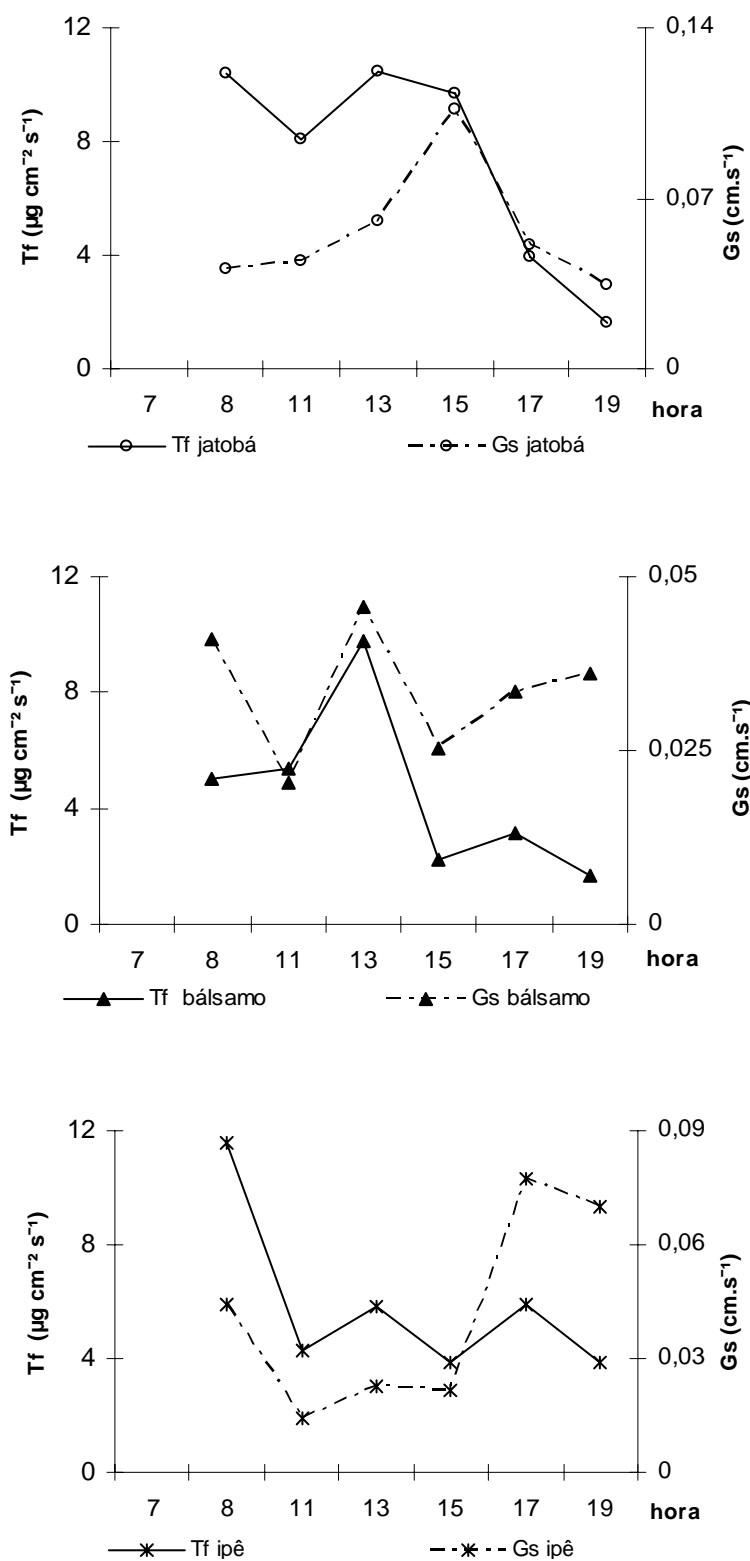 12
8
4
0
Tf (µg cm⁻² s⁻¹)
0,14
0,07
0
Gs (cm.s⁻¹)
7 8 11 13 15 17 19 hora
Tf jatobá Gs jatobá
12
8
4
0
Tf (µg cm⁻² s⁻¹)
0,05
0,025
0
Gs (cm.s⁻¹)
7 8 11 13 15 17 19 hora
Tf bálsamo Gs bálsamo
12
8
4
0
Tf (µg cm⁻² s⁻¹)
0,09
0,06
0,03
0
Gs (cm.s⁻¹)
7 8 11 13 15 17 19 hora
Tf ipê Gs ipê